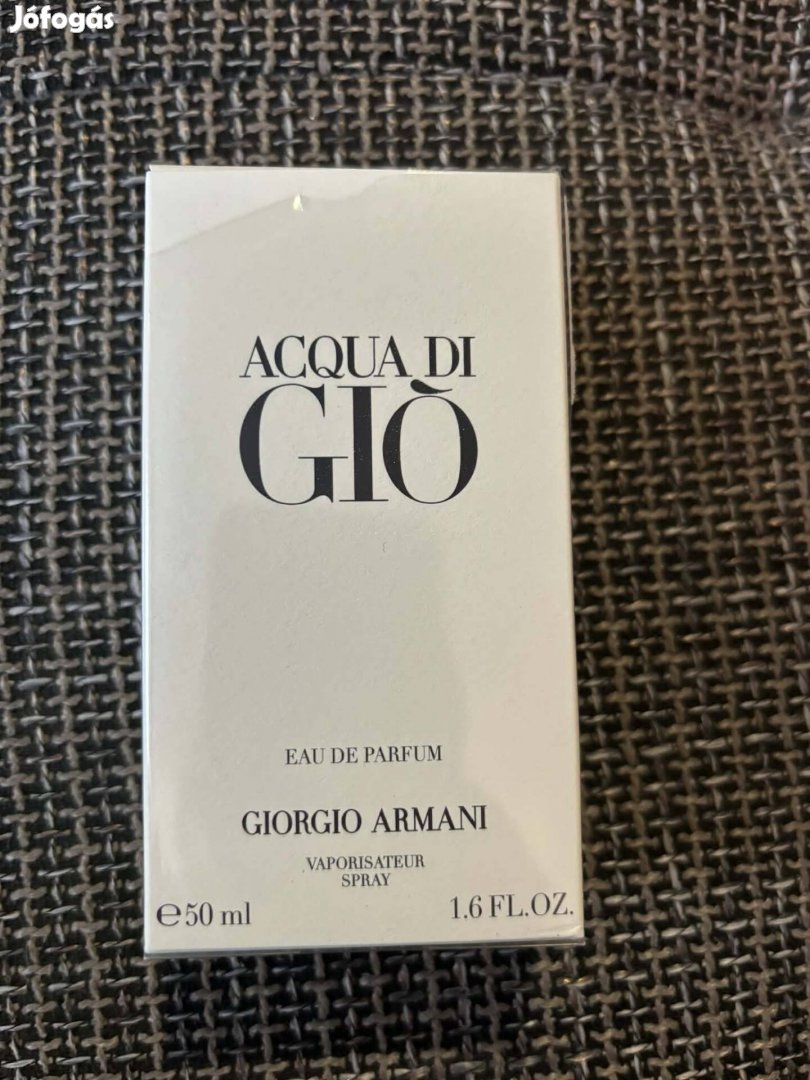 Jófogás
ACQUA DI
GIÒ
EAU DE PARFUM
GIORGIO ARMANI
VAPORISATEUR
SPRAY
℮50 ml
1.6 FL.OZ.